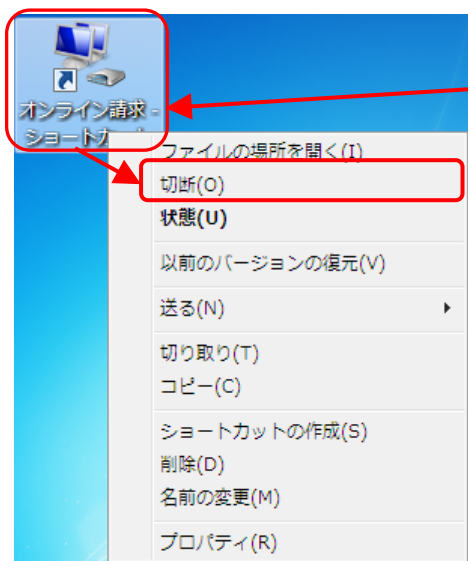 オンライン請求 -
ショートカ
ファイルの場所を開く(I)
切断(O)
状態(U)
以前のバージョンの復元(V)
送る(N)
切り取り(T)
コピー(C)
ショートカットの作成(S)
削除(D)
名前の変更(M)
プロパティ(R)